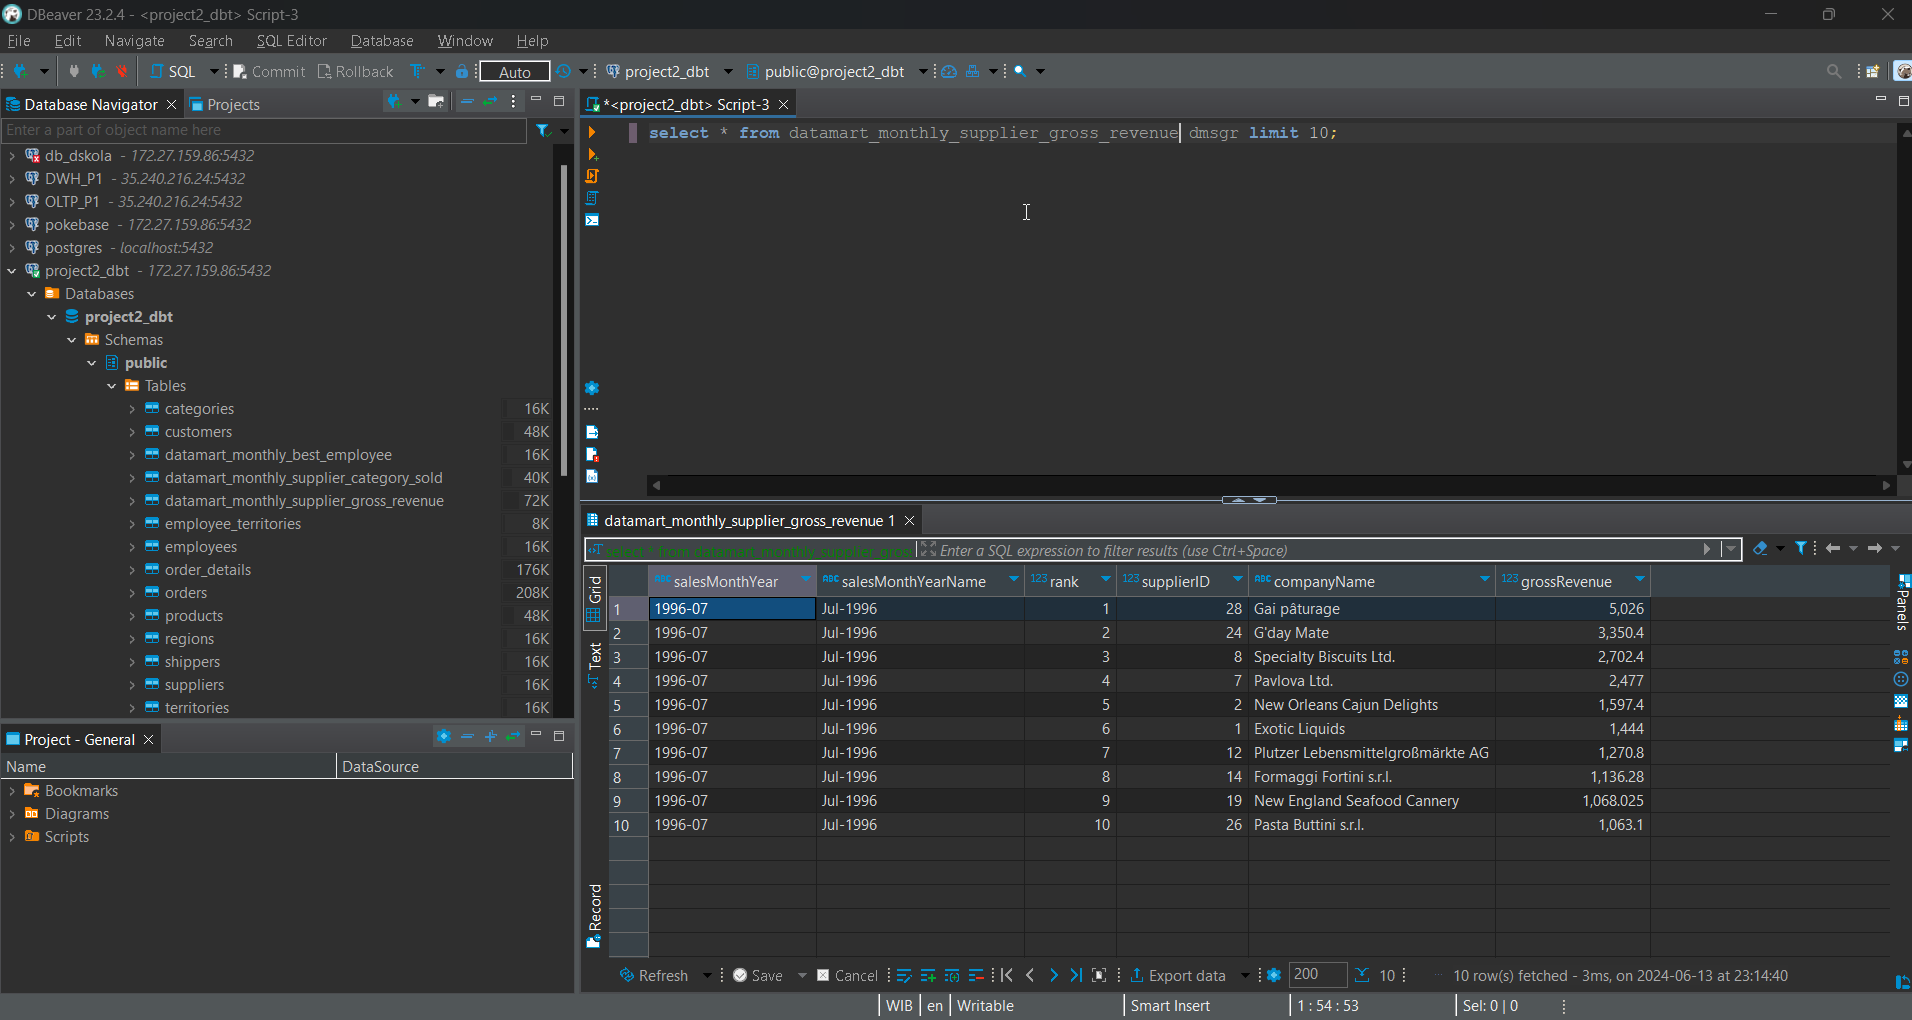 DBeaver 23.2.4 - <project2_dbt> Script-3
File Edit Navigate Search SQL Editor Database Window Help
SQL Commit Rollback Auto project2_dbt public@project2_dbt
Database Navigator Projects
Enter a part of object name here
db_dskola - 172.27.159.86:5432
DWH_P1 - 35.240.216.24:5432
OLTP_P1 - 35.240.216.24:5432
pokebase - 172.27.159.86:5432
postgres - localhost:5432
project2_dbt - 172.27.159.86:5432
Databases
project2_dbt
Schemas
public
Tables
categories 16K
customers 48K
datamart_monthly_best_employee 16K
datamart_monthly_supplier_category_sold 40K
datamart_monthly_supplier_gross_revenue 72K
employee_territories 8K
employees 16K
order_details 176K
orders 208K
products 48K
regions 16K
shippers 16K
suppliers 16K
territories 16K
Project - General
Name DataSource
Bookmarks
Diagrams
Scripts
*<project2_dbt> Script-3
select * from datamart_monthly_supplier_gross_revenue dmsgr limit 10;
datamart_monthly_supplier_gross_revenue 1
select * from datamart_monthly_supplier_gros Enter a SQL expression to filter results (use Ctrl+Space)
Grid
Text
Record
ABC salesMonthYear ABC salesMonthYearName 123 rank 123 supplierID ABC companyName 123 grossRevenue
1 1996-07 Jul-1996 1 28 Gai pâturage 5,026
2 1996-07 Jul-1996 2 24 G'day Mate 3,350.4
3 1996-07 Jul-1996 3 8 Specialty Biscuits Ltd. 2,702.4
4 1996-07 Jul-1996 4 7 Pavlova Ltd. 2,477
5 1996-07 Jul-1996 5 2 New Orleans Cajun Delights 1,597.4
6 1996-07 Jul-1996 6 1 Exotic Liquids 1,444
7 1996-07 Jul-1996 7 12 Plutzer Lebensmittelgroßmärkte AG 1,270.8
8 1996-07 Jul-1996 8 14 Formaggi Fortini s.r.l. 1,136.28
9 1996-07 Jul-1996 9 19 New England Seafood Cannery 1,068.025
10 1996-07 Jul-1996 10 26 Pasta Buttini s.r.l. 1,063.1
Panels
Refresh Save Cancel Export data 200 10 10 row(s) fetched - 3ms, on 2024-06-13 at 23:14:40
WIB en Writable Smart Insert 1 : 54 : 53 Sel: 0 | 0